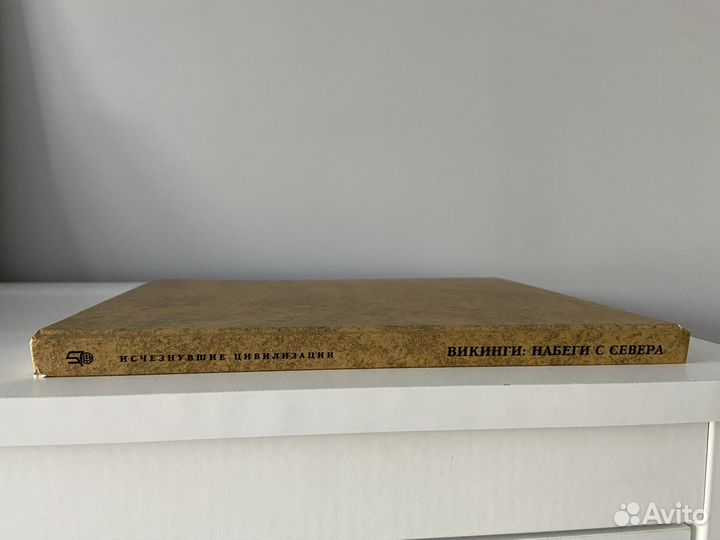 ИСЧЕЗНУВШИЕ ЦИВИЛИЗАЦИИ
ВИКИНГИ: НАБЕГИ С СЕВЕРА
Avito